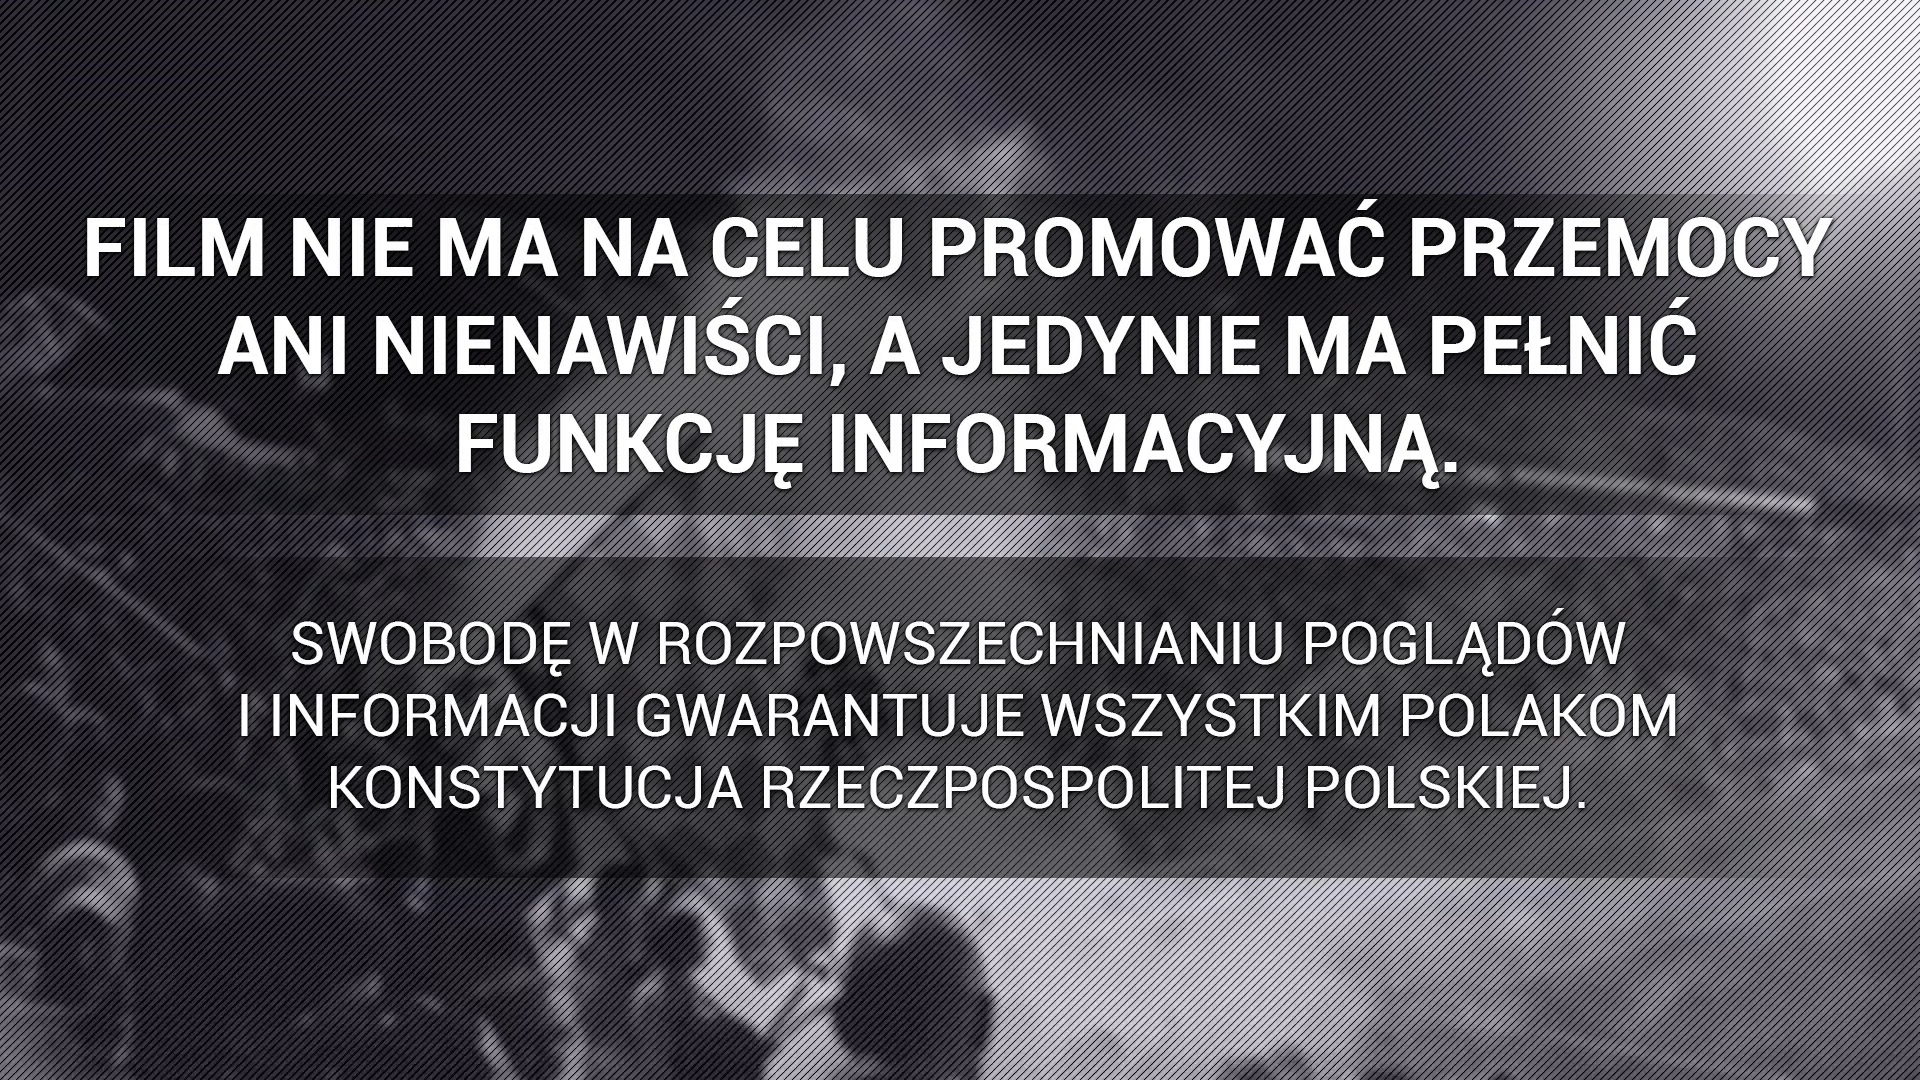 FILM NIE MA NA CELU PROMOWAĆ PRZEMOCY
ANI NIENAWIŚCI, A JEDYNIE MA PEŁNIĆ
FUNKCJĘ INFORMACYJNĄ.
SWOBODĘ W ROZPOWSZECHNIANIU POGLĄDÓW
I INFORMACJI GWARANTUJE WSZYSTKIM POLAKOM
KONSTYTUCJA RZECZPOSPOLITEJ POLSKIEJ.